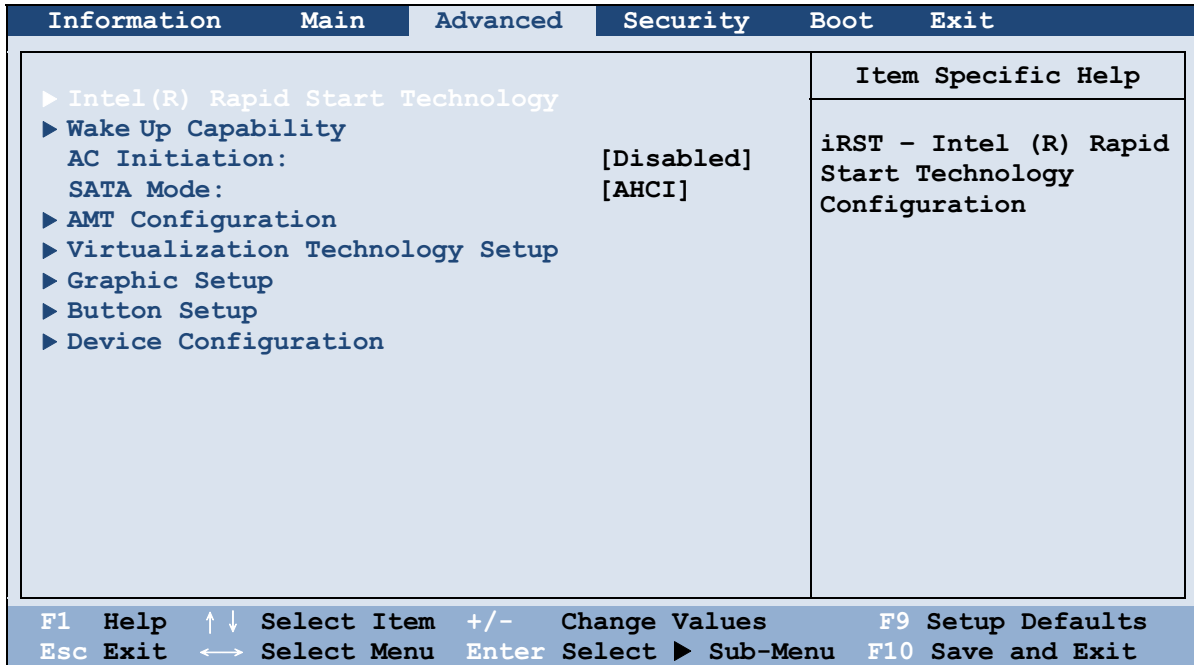 Information Main Advanced Security Boot Exit
Item Specific Help
▶ Intel(R) Rapid Start Technology
▶ Wake Up Capability
AC Initiation: [Disabled]
SATA Mode: [AHCI]
▶ AMT Configuration
▶ Virtualization Technology Setup
▶ Graphic Setup
▶ Button Setup
▶ Device Configuration
iRST – Intel (R) Rapid
Start Technology
Configuration
F1 Help ↑↓ Select Item +/- Change Values F9 Setup Defaults
Esc Exit ←→ Select Menu Enter Select ▶ Sub-Menu F10 Save and Exit